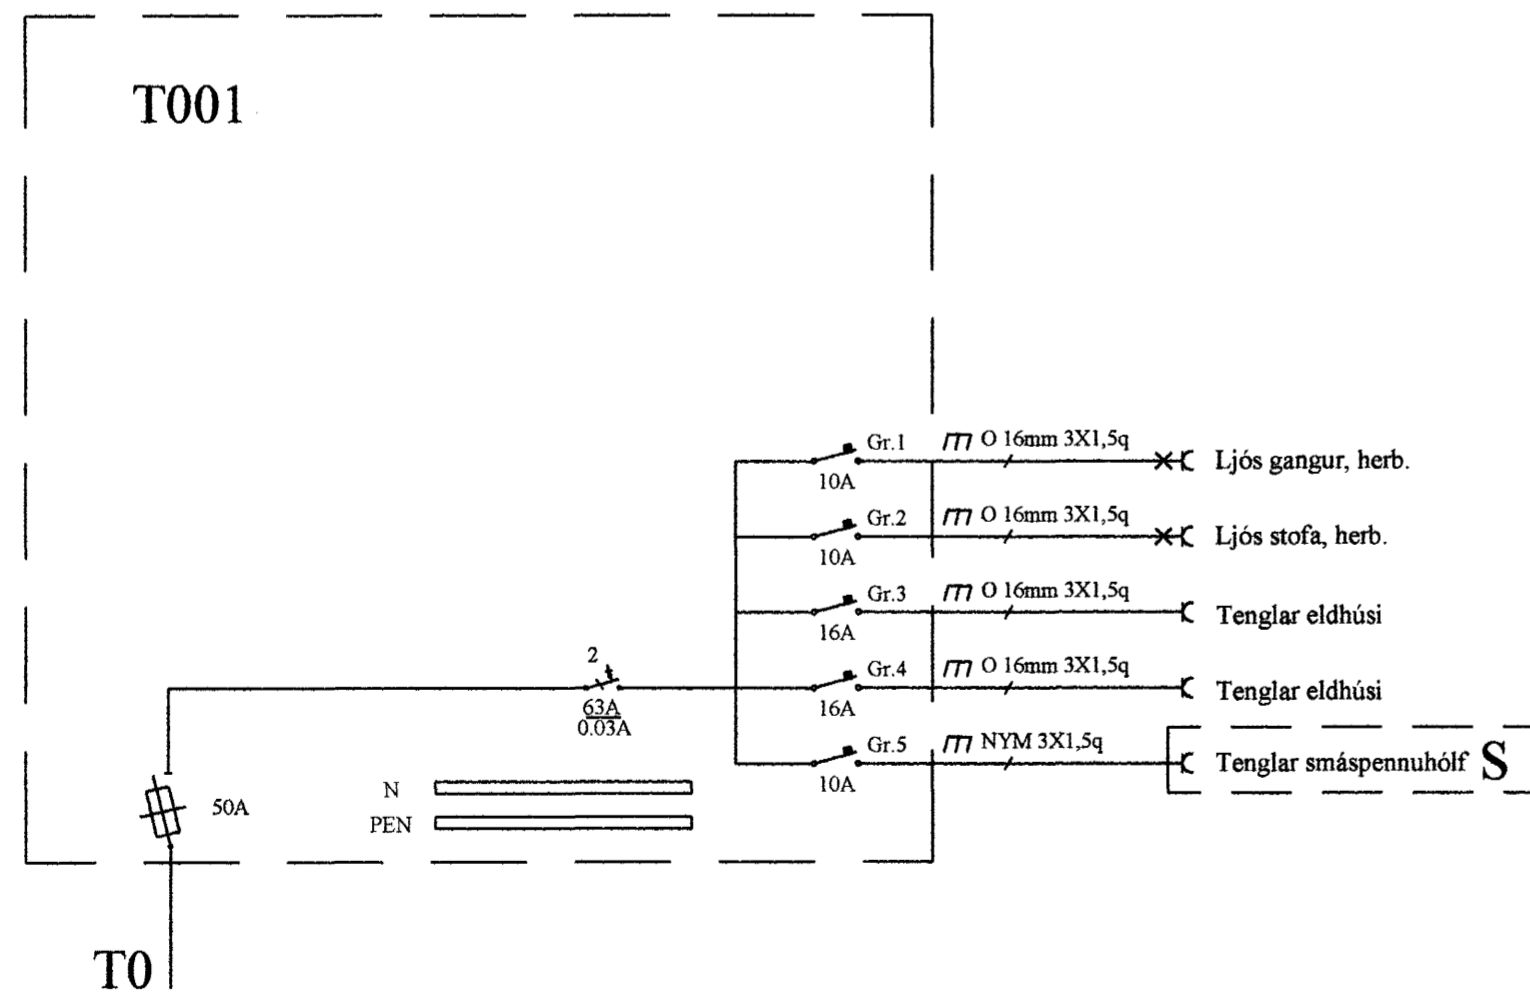 T001
Gr.1 O 16mm 3X1,5q
10A
Ljós gangur, herb.
Gr.2 O 16mm 3X1,5q
10A
Ljós stofa, herb.
Gr.3 O 16mm 3X1,5q
16A
Tenglar eldhúsi
2
63A
0.03A
Gr.4 O 16mm 3X1,5q
16A
Tenglar eldhúsi
Gr.5 NYM 3X1,5q
10A
Tenglar smáspennuhólf S
50A
N
PEN
T0